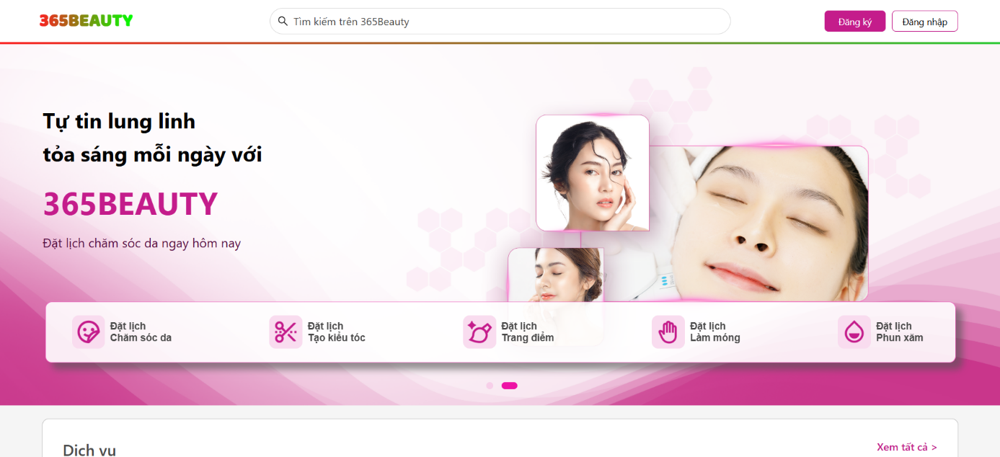 365BEAUTY
Tìm kiếm trên 365Beauty
Đăng ký
Đăng nhập
Tự tin lung linh
tỏa sáng mỗi ngày với
365BEAUTY
Đặt lịch chăm sóc da ngay hôm nay
Đặt lịch
Chăm sóc da
Đặt lịch
Tạo kiểu tóc
Đặt lịch
Trang điểm
Đặt lịch
Làm móng
Đặt lịch
Phun xăm
Dịch vụ
Xem tất cả >